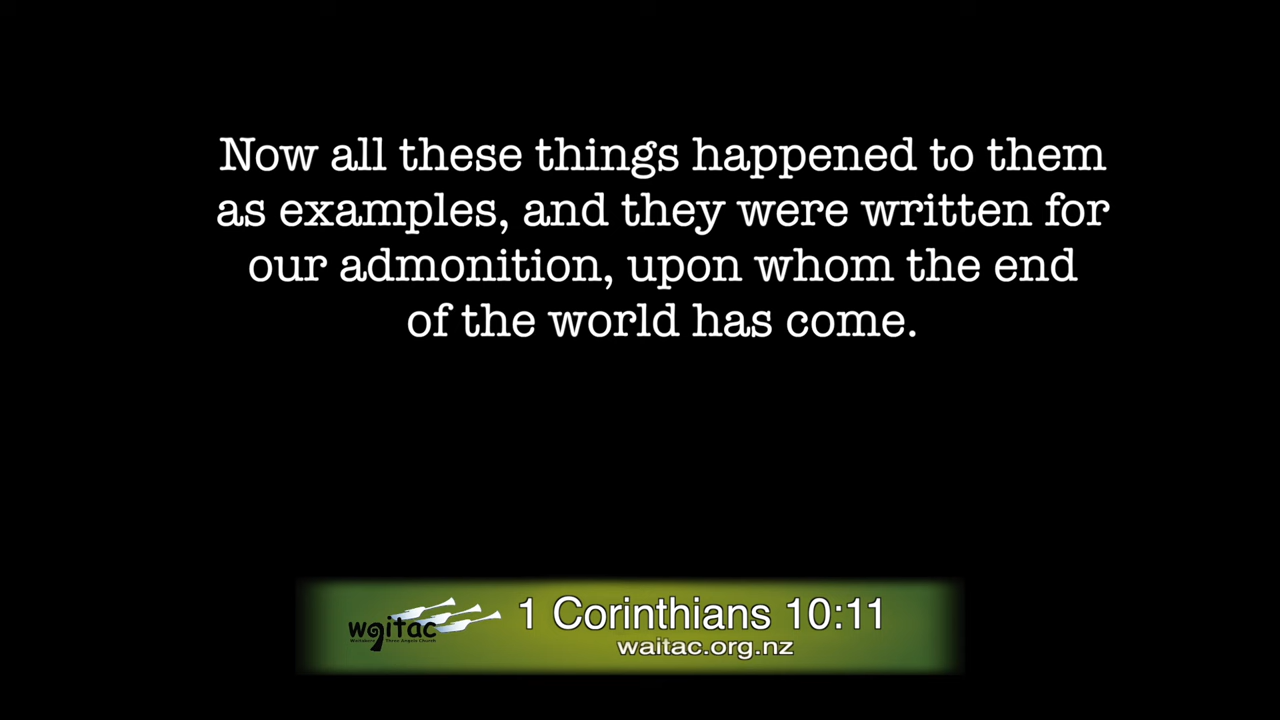 Now all these things happened to them
as examples, and they were written for
our admonition, upon whom the end
of the world has come.
waitac
1 Corinthians 10:11
waitac.org.nz